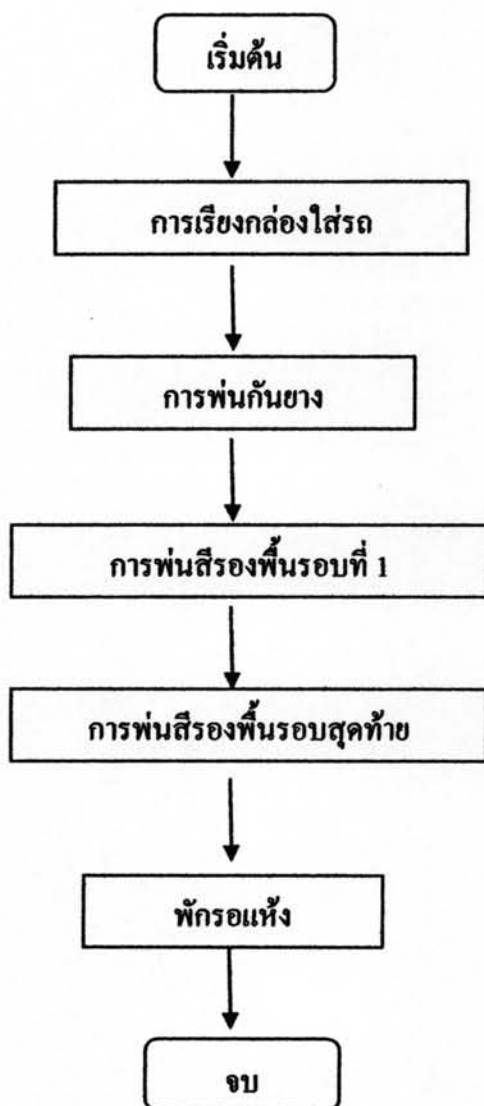 เริ่มต้น
การเรียงกล่องใส่รถ
การพ่นกันยาง
การพ่นสีรองพื้นรอบที่ 1
การพ่นสีรองพื้นรอบสุดท้าย
พักรอแห้ง
จบ